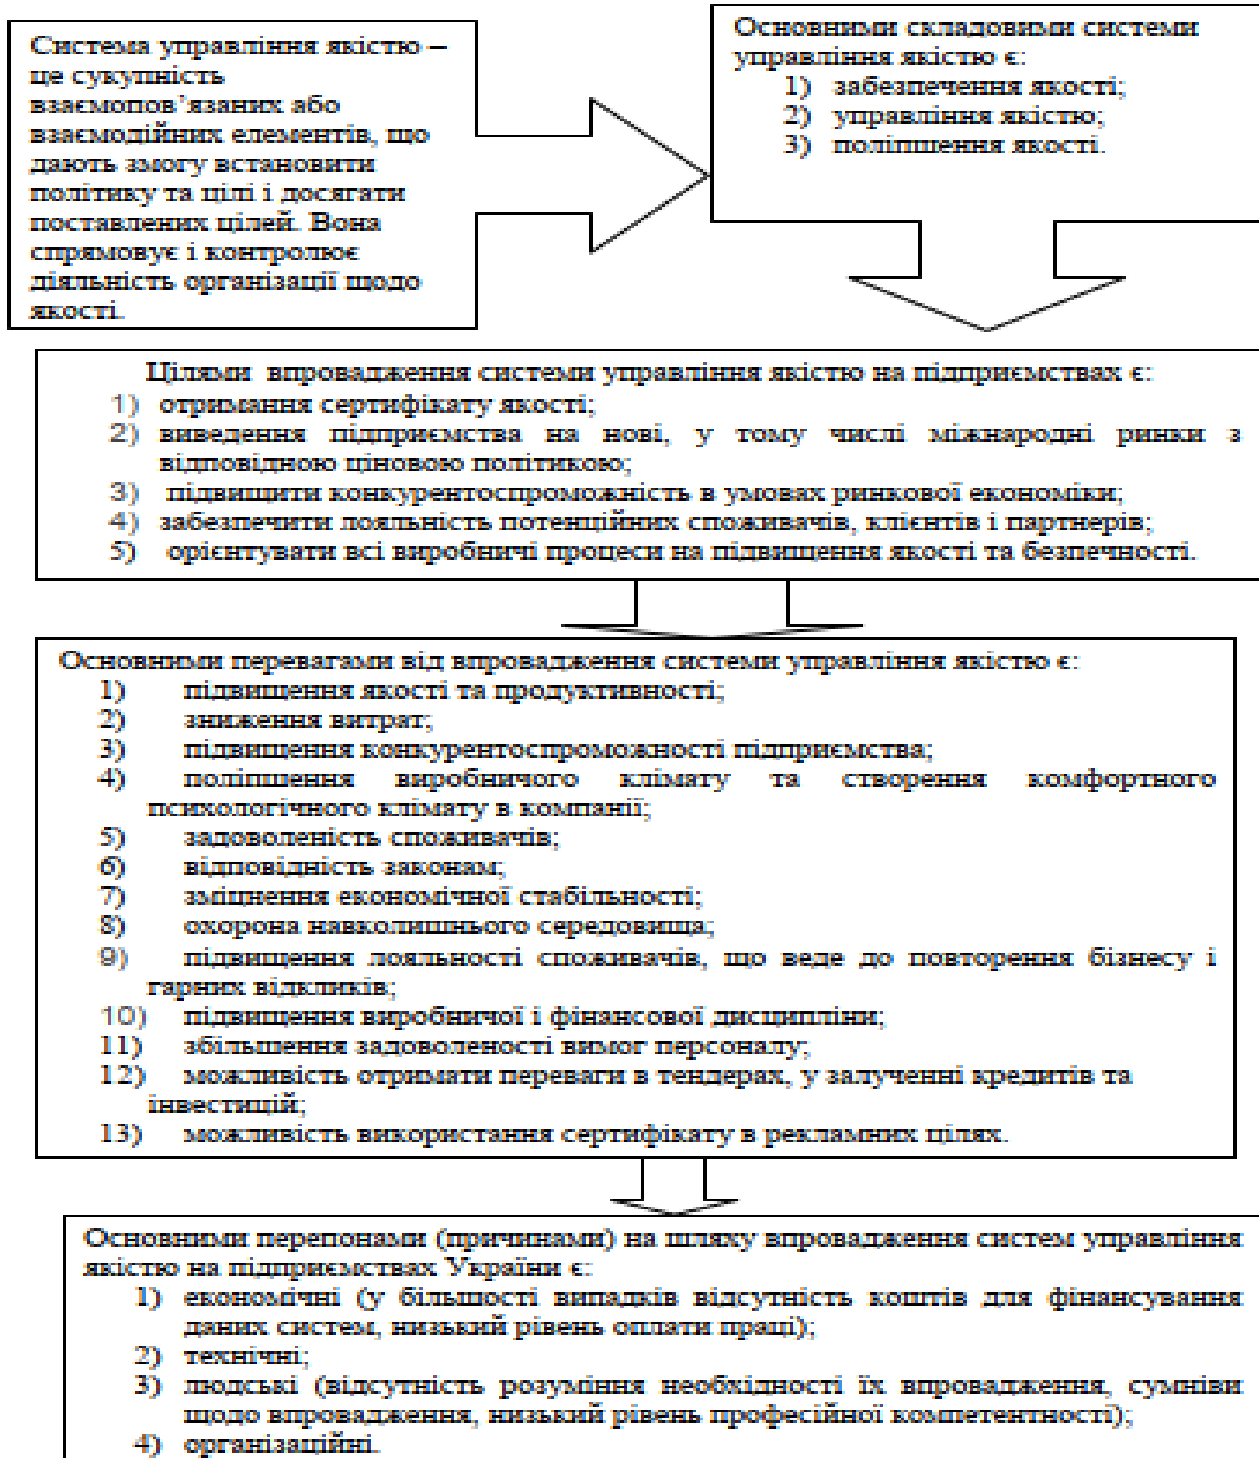 Система управління якістю –
це сукупність
взаємопов’язаних або
взаємодійних елементів, що
дають змогу встановити
політику та цілі і досягати
поставлених цілей. Вона
спрямовує і контролює
діяльність організації щодо
якості.
Основними складовими системи
управління якістю є:
1) забезпечення якості;
2) управління якістю;
3) поліпшення якості.
Цілями впровадження системи управління якістю на підприємствах є:
1) отримання сертифікату якості;
2) виведення підприємства на нові, у тому числі міжнародні ринки з
відповідною ціновою політикою;
3) підвищити конкурентоспроможність в умовах ринкової економіки;
4) забезпечити лояльність потенційних споживачів, клієнтів і партнерів;
5) орієнтувати всі виробничі процеси на підвищення якості та безпечності.
Основними перевагами від впровадження системи управління якістю є:
1) підвищення якості та продуктивності;
2) зниження витрат;
3) підвищення конкурентоспроможності підприємства;
4) поліпшення виробничого клімату та створення комфортного
психологічного клімату в компанії;
5) задоволеність споживачів;
6) відповідність законам;
7) зміцнення економічної стабільності;
8) охорона навколишнього середовища;
9) підвищення лояльності споживачів, що веде до повторення бізнесу і
гарних відкликів;
10) підвищення виробничої і фінансової дисципліни;
11) збільшення задоволеності вимог персоналу;
12) можливість отримати переваги в тендерах, у залученні кредитів та
інвестицій;
13) можливість використання сертифікату в рекламних цілях.
Основними перепонами (причинами) на шляху впровадження систем управління
якістю на підприємствах України є:
1) економічні (у більшості випадків відсутність коштів для фінансування
даних систем, низький рівень оплати праці);
2) технічні;
3) людські (відсутність розуміння необхідності їх впровадження, сумніви
щодо впровадження, низький рівень професійної компетентності);
4) організаційні.